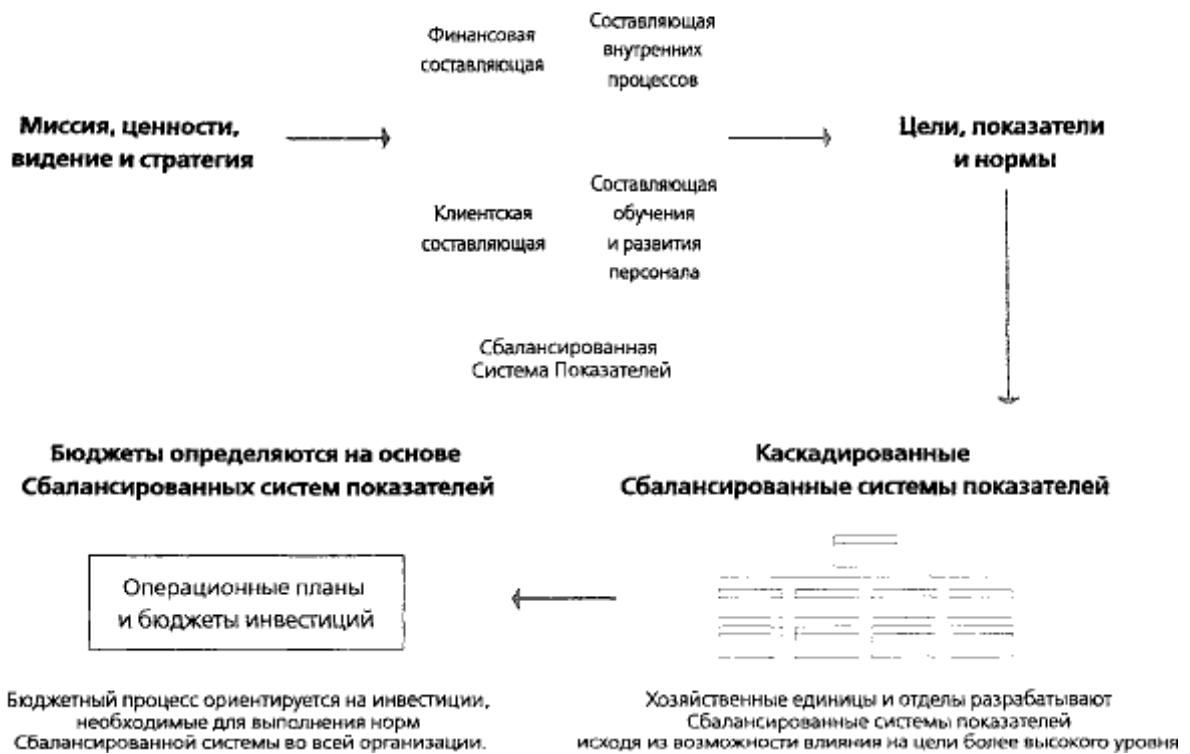 Финансовая
составляющая
Составляющая
внутренних
процессов
Миссия, ценности,
видение и стратегия
Цели, показатели
и нормы
Клиентская
составляющая
Составляющая
обучения
и развития
персонала
Сбалансированная
Система Показателей
Бюджеты определяются на основе
Сбалансированных систем показателей
Каскадированные
Сбалансированные системы показателей
Операционные планы
и бюджеты инвестиций
Бюджетный процесс ориентируется на инвестиции,
необходимые для выполнения норм
Сбалансированной системы во всей организации.
Хозяйственные единицы и отделы разрабатывают
Сбалансированные системы показателей
исходя из возможности влияния на цели более высокого уровня